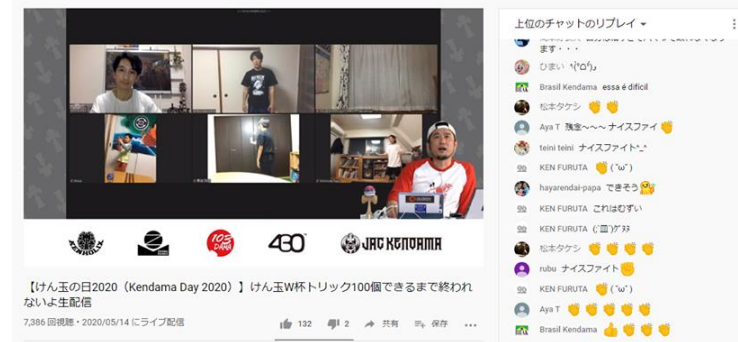 上位のチャットのリプレイ
ます・・・
ひまい
Brasil Kendama essa é difícil
松本タケシ 👏 👏
Aya T 残念～～～ ナイスファイ 👏
teini teini ナイスファイト^_^
KEN FURUTA 👏 (´ω`)
hayarendai-papa できそう🤗
KEN FURUTA これはむずい
KEN FURUTA
松本タケシ 👏 👏 👏 👏
rubu ナイスファイト✊
KEN FURUTA 👏 (´ω`)
Aya T 👏 👏 👏 👏 👏
Brasil Kendama 👍 👏 👏 👏
KENHOLIX
105
DAMA
430
JAC KENDAMA
【けん玉の日2020（Kendama Day 2020）】けん玉W杯トリック100個できるまで終われ
ないよ生配信
7,386 回視聴・2020/05/14 にライブ配信
132
2
共有
保存